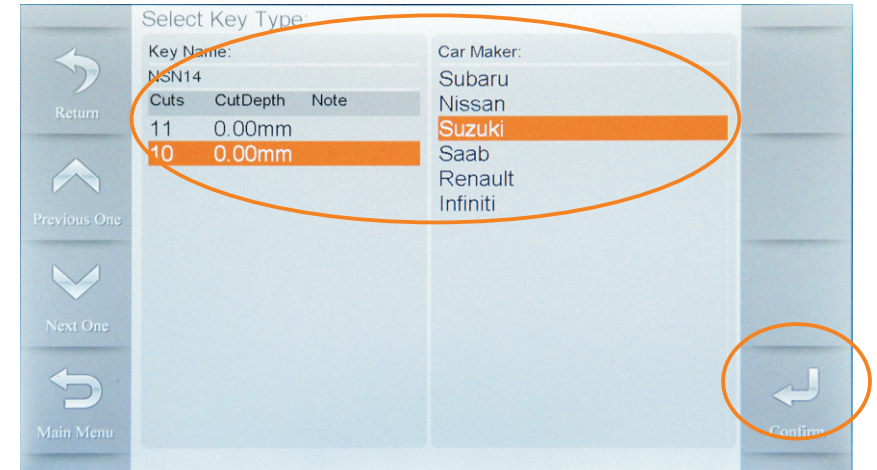 Select Key Type:
Key Name:
NSN14
Cuts CutDepth Note
11 0.00mm
10 0.00mm
Car Maker:
Subaru
Nissan
Suzuki
Saab
Renault
Infiniti
Return
Previous One
Next One
Main Menu
Confirm